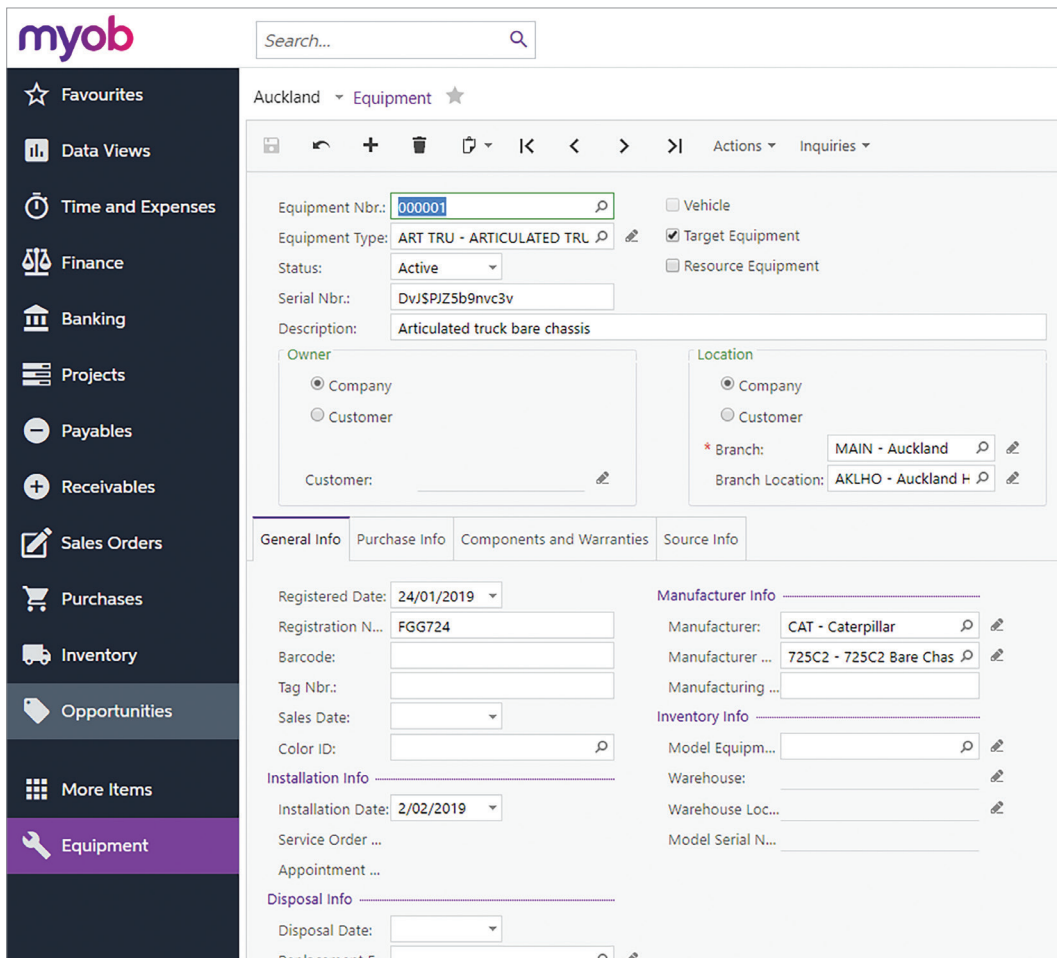 myob
Search...
Favourites
Data Views
Time and Expenses
Finance
Banking
Projects
Payables
Receivables
Sales Orders
Purchases
Inventory
Opportunities
More Items
Equipment
Auckland Equipment
Actions Inquiries
Equipment Nbr.: 000001
Vehicle
Equipment Type: ART TRU - ARTICULATED TRU
Target Equipment
Status: Active
Resource Equipment
Serial Nbr.: DvJ$PJZ5b9nvc3v
Description: Articulated truck bare chassis
Owner
Company
Customer
Customer:
Location
Company
Customer
* Branch: MAIN - Auckland
Branch Location: AKLHO - Auckland H
General Info Purchase Info Components and Warranties Source Info
Registered Date: 24/01/2019
Registration N... FGG724
Barcode:
Tag Nbr.:
Sales Date:
Color ID:
Installation Info
Installation Date: 2/02/2019
Service Order ...
Appointment ...
Disposal Info
Disposal Date:
Manufacturer Info
Manufacturer: CAT - Caterpillar
Manufacturer ... 725C2 - 725C2 Bare Chas
Manufacturing ...
Inventory Info
Model Equipm...
Warehouse:
Warehouse Loc...
Model Serial N...